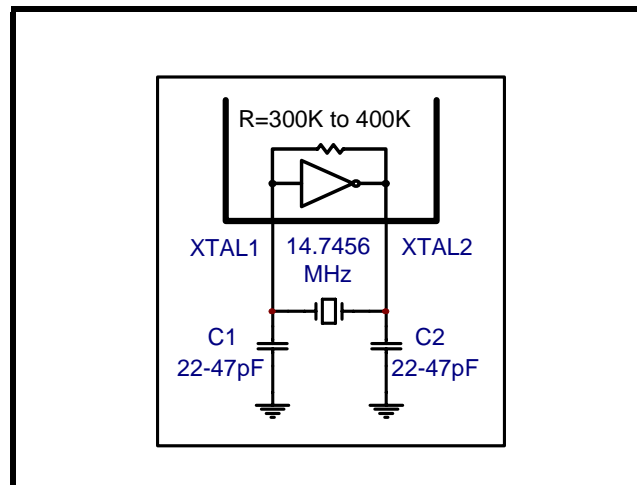 R=300K to 400K
XTAL1
14.7456
MHz
XTAL2
C1
22-47pF
C2
22-47pF